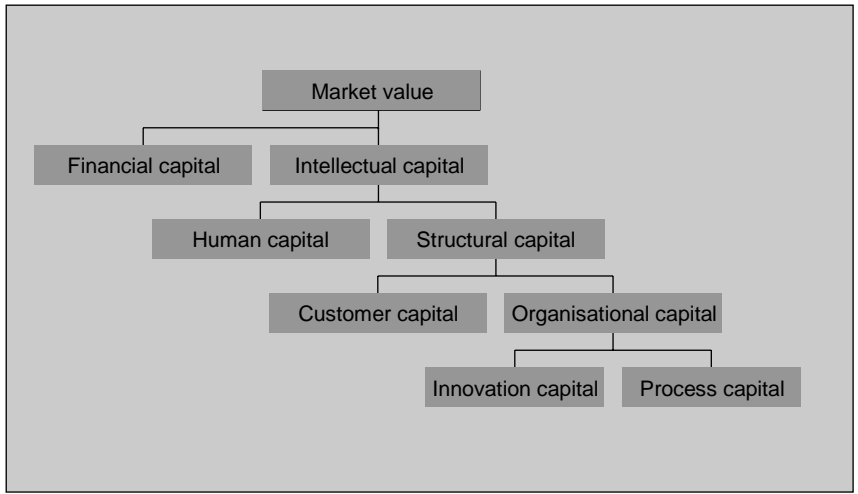 Market value
Financial capital
Intellectual capital
Human capital
Structural capital
Customer capital
Organisational capital
Innovation capital
Process capital